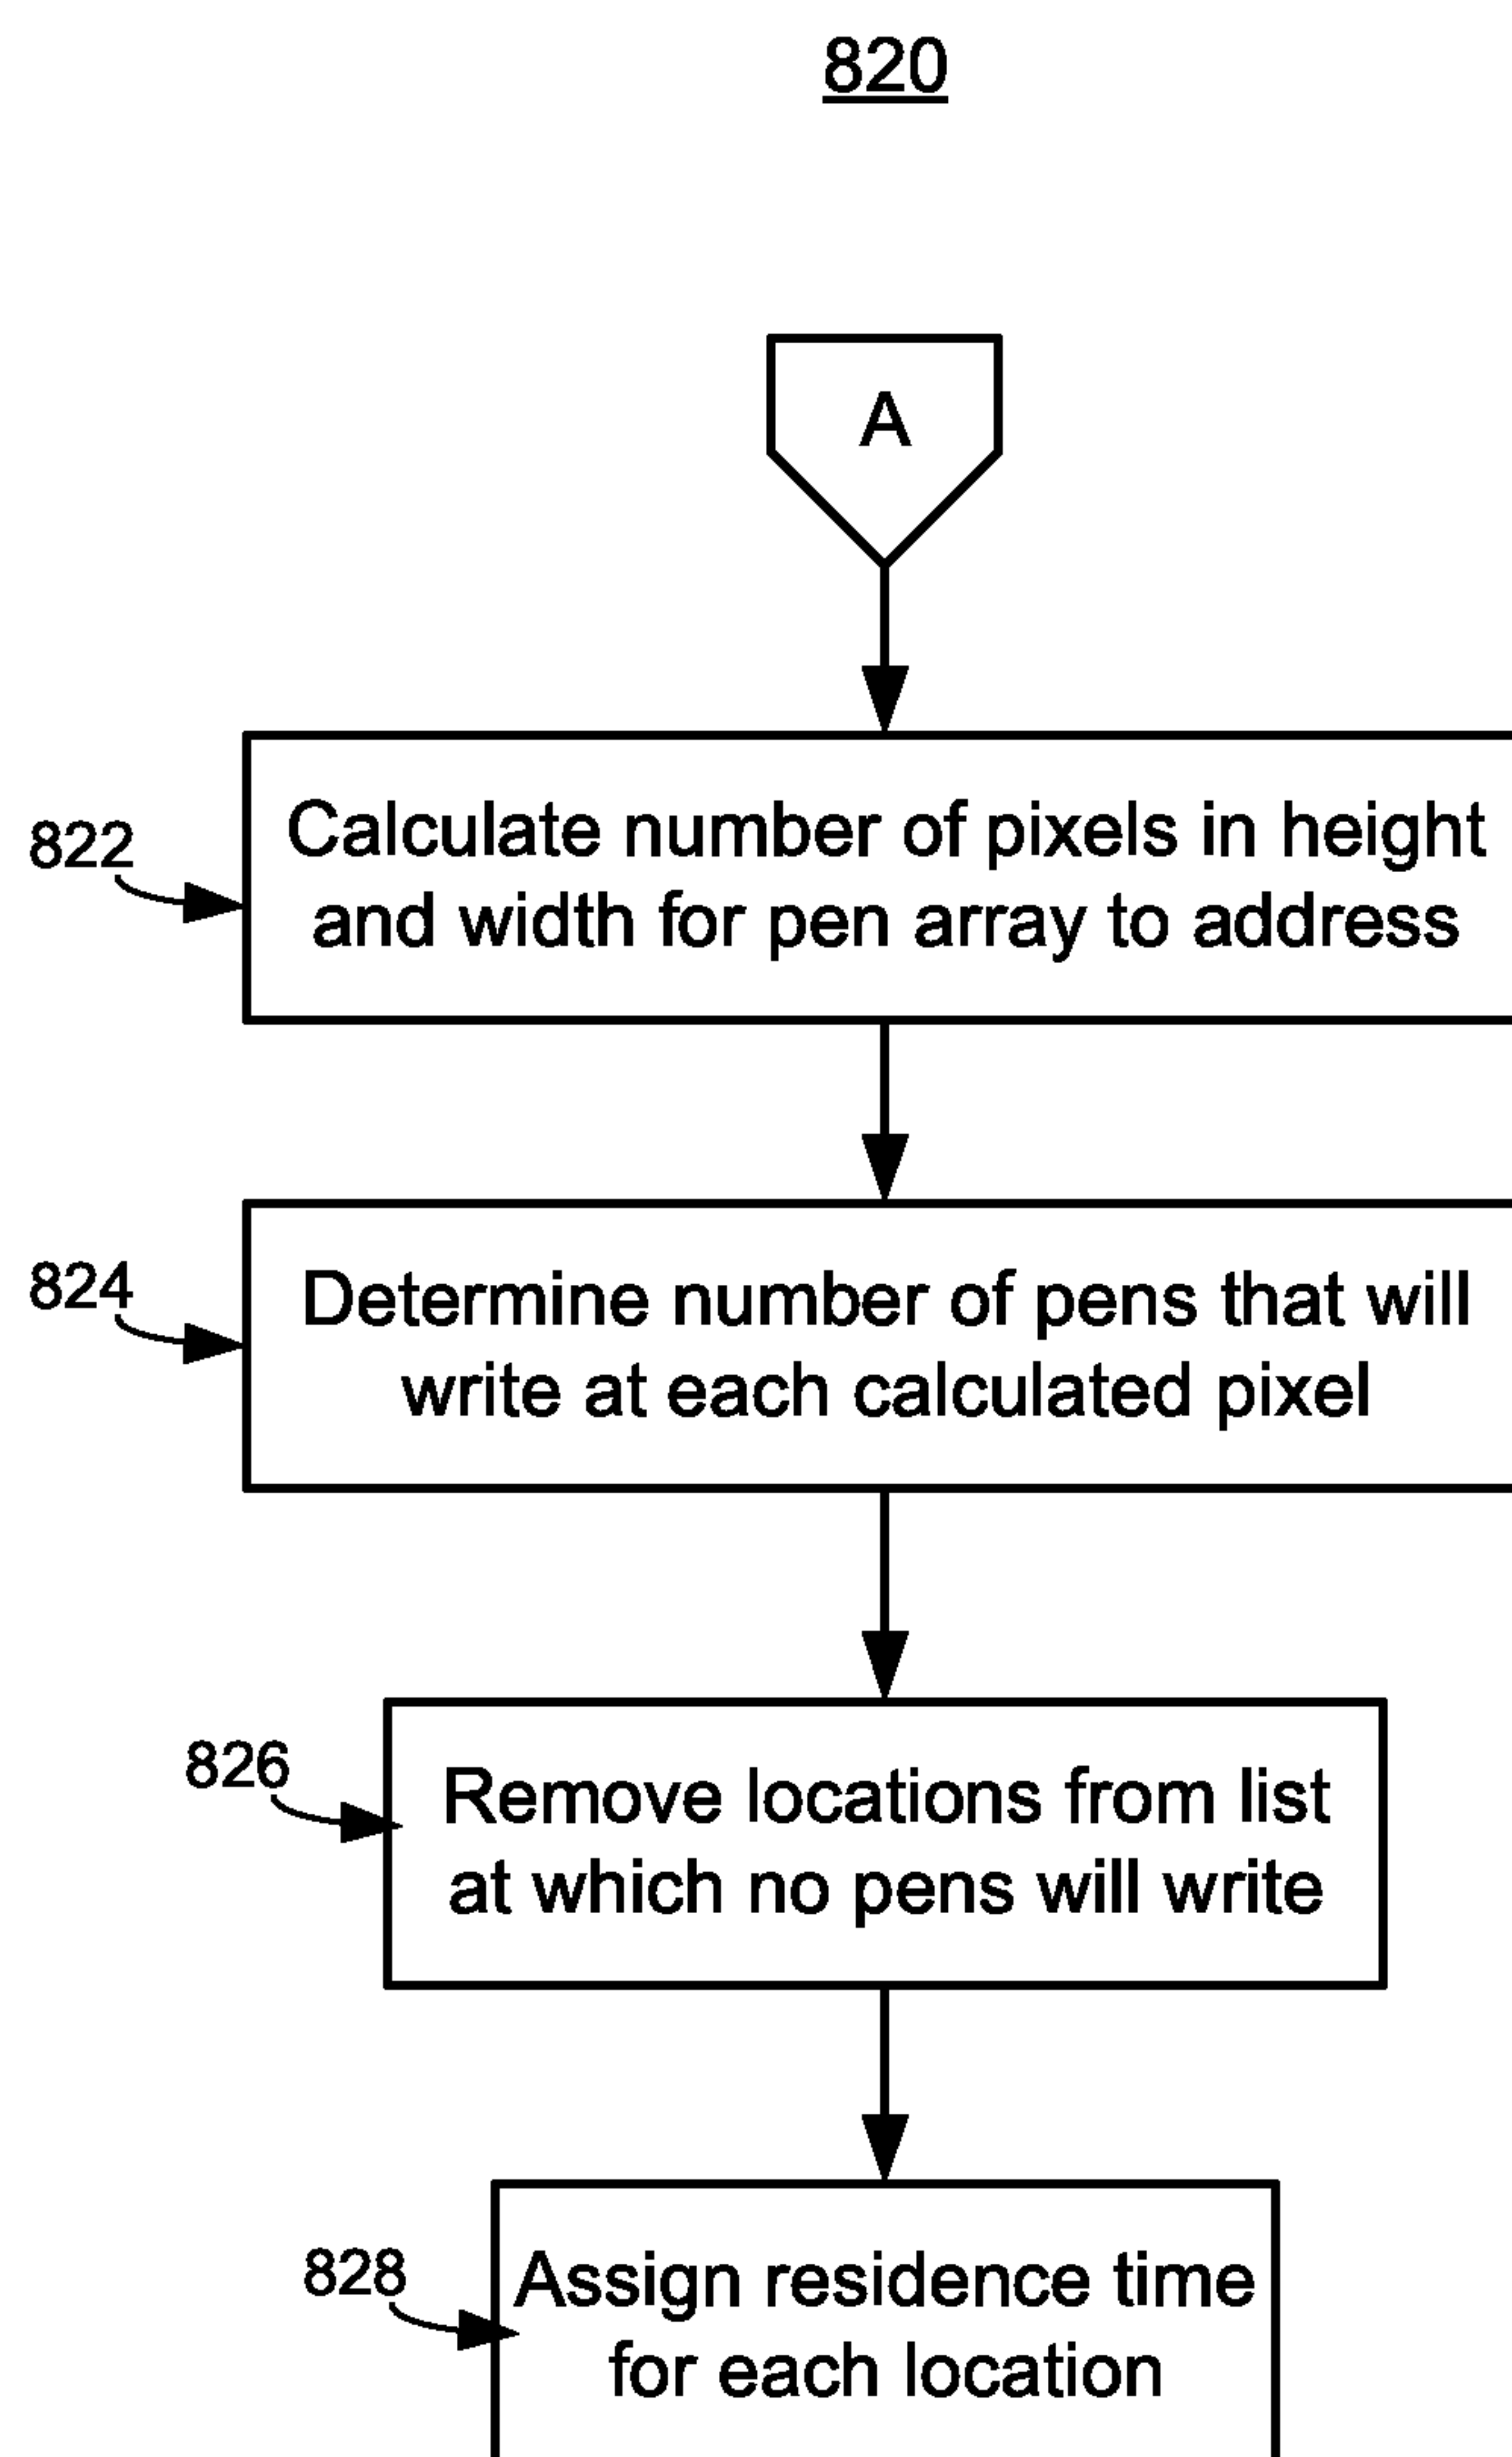 820
A
822
Calculate number of pixels in height
and width for pen array to address
824
Determine number of pens that will
write at each calculated pixel
826
Remove locations from list
at which no pens will write
828
Assign residence time
for each location